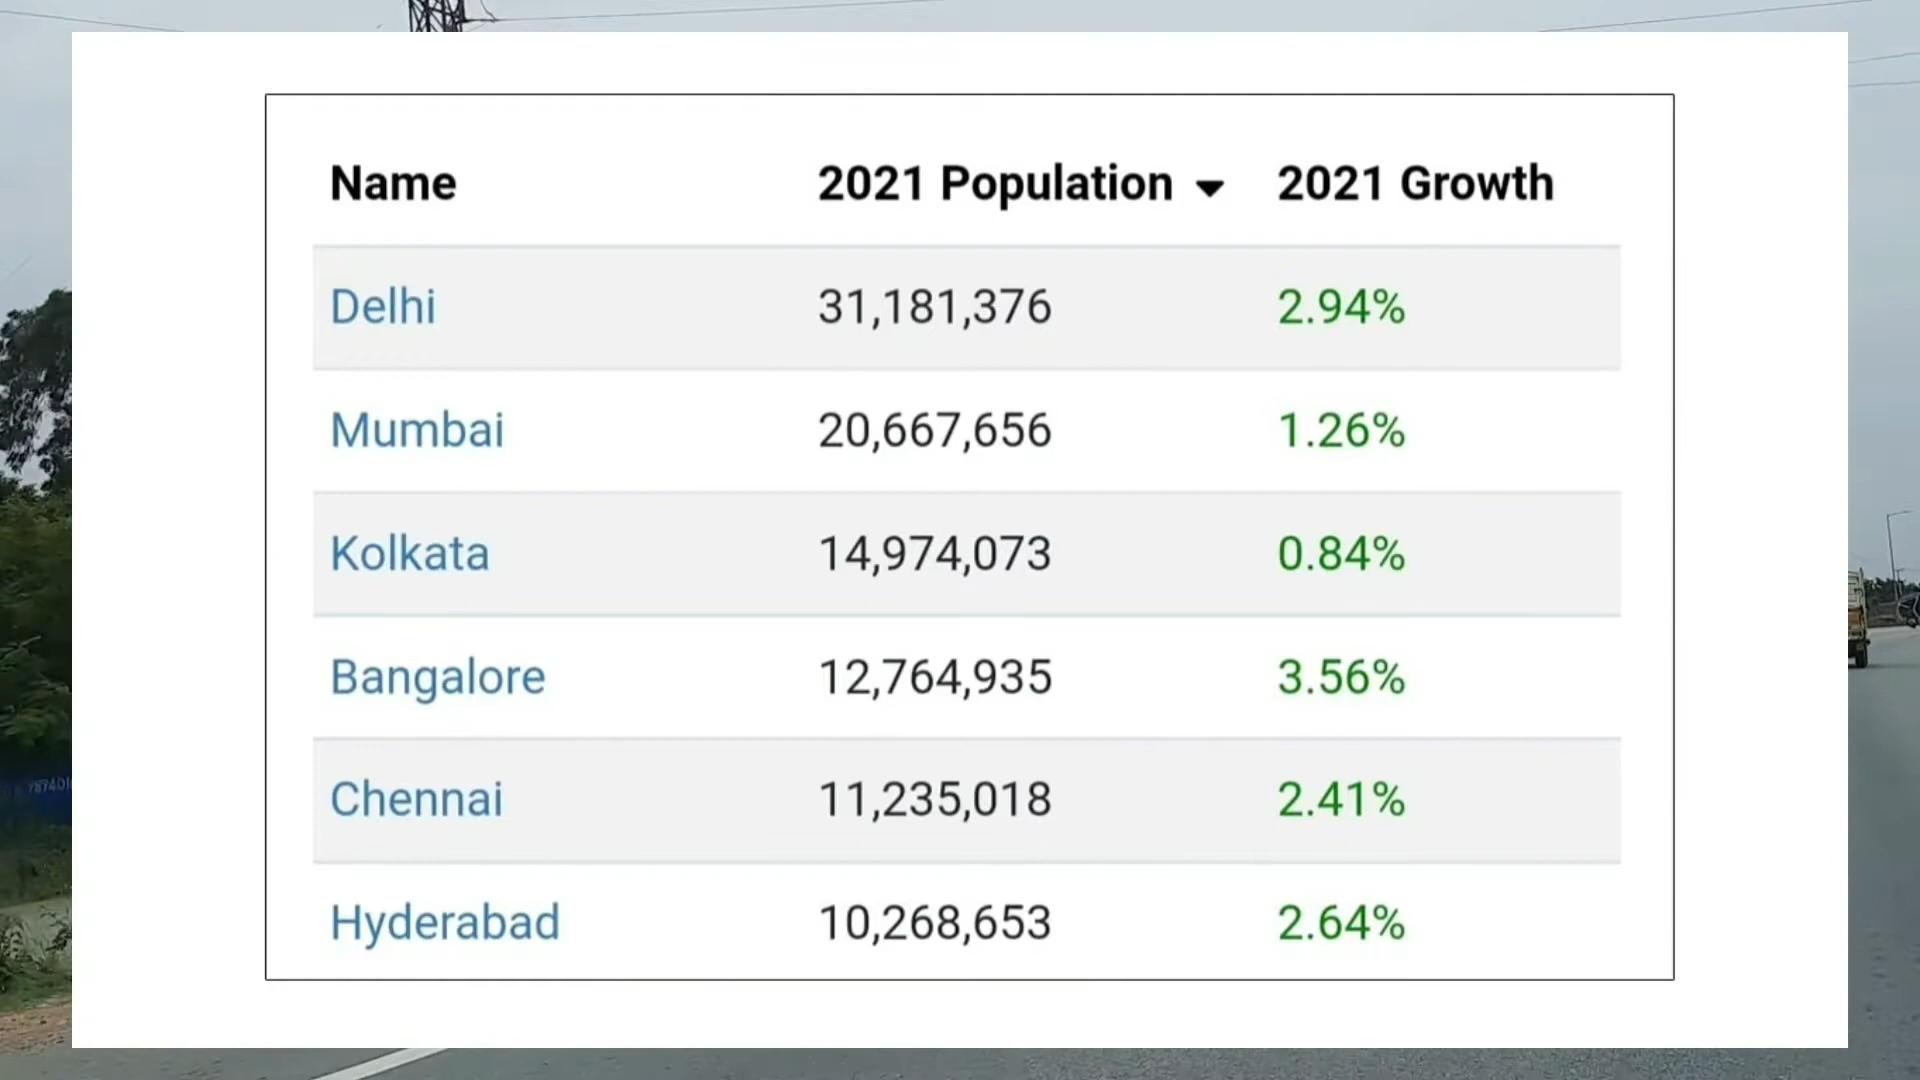 Name 2021 Population 2021 Growth
Delhi 31,181,376 2.94%
Mumbai 20,667,656 1.26%
Kolkata 14,974,073 0.84%
Bangalore 12,764,935 3.56%
Chennai 11,235,018 2.41%
Hyderabad 10,268,653 2.64%